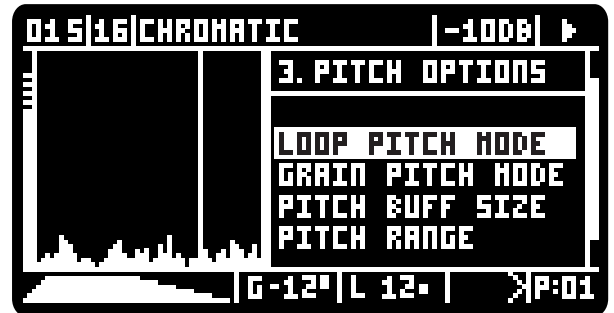 01 S 16 CHROMATIC -10DB
3. PITCH OPTIONS
LOOP PITCH MODE
GRAIN PITCH MODE
PITCH BUFF SIZE
PITCH RANGE
G-12 L 12 P:01